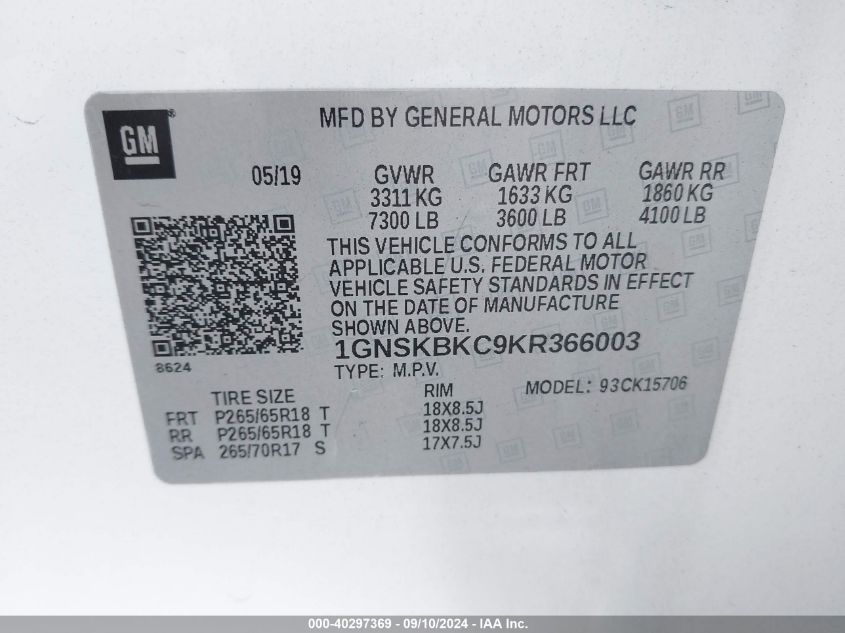 GM
®
MFD BY GENERAL MOTORS LLC
05/19
GVWR GAWR FRT GAWR RR
3311 KG 1633 KG 1860 KG
7300 LB 3600 LB 4100 LB
THIS VEHICLE CONFORMS TO ALL
APPLICABLE U.S. FEDERAL MOTOR
VEHICLE SAFETY STANDARDS IN EFFECT
ON THE DATE OF MANUFACTURE
SHOWN ABOVE.
1GNSKBKC9KR366003
8624
TYPE: M.P.V.
MODEL: 93CK15706
TIRE SIZE RIM
FRT P265/65R18 T 18X8.5J
RR P265/65R18 T 18X8.5J
SPA 265/70R17 S 17X7.5J
000-40297369 - 09/10/2024 - IAA Inc.